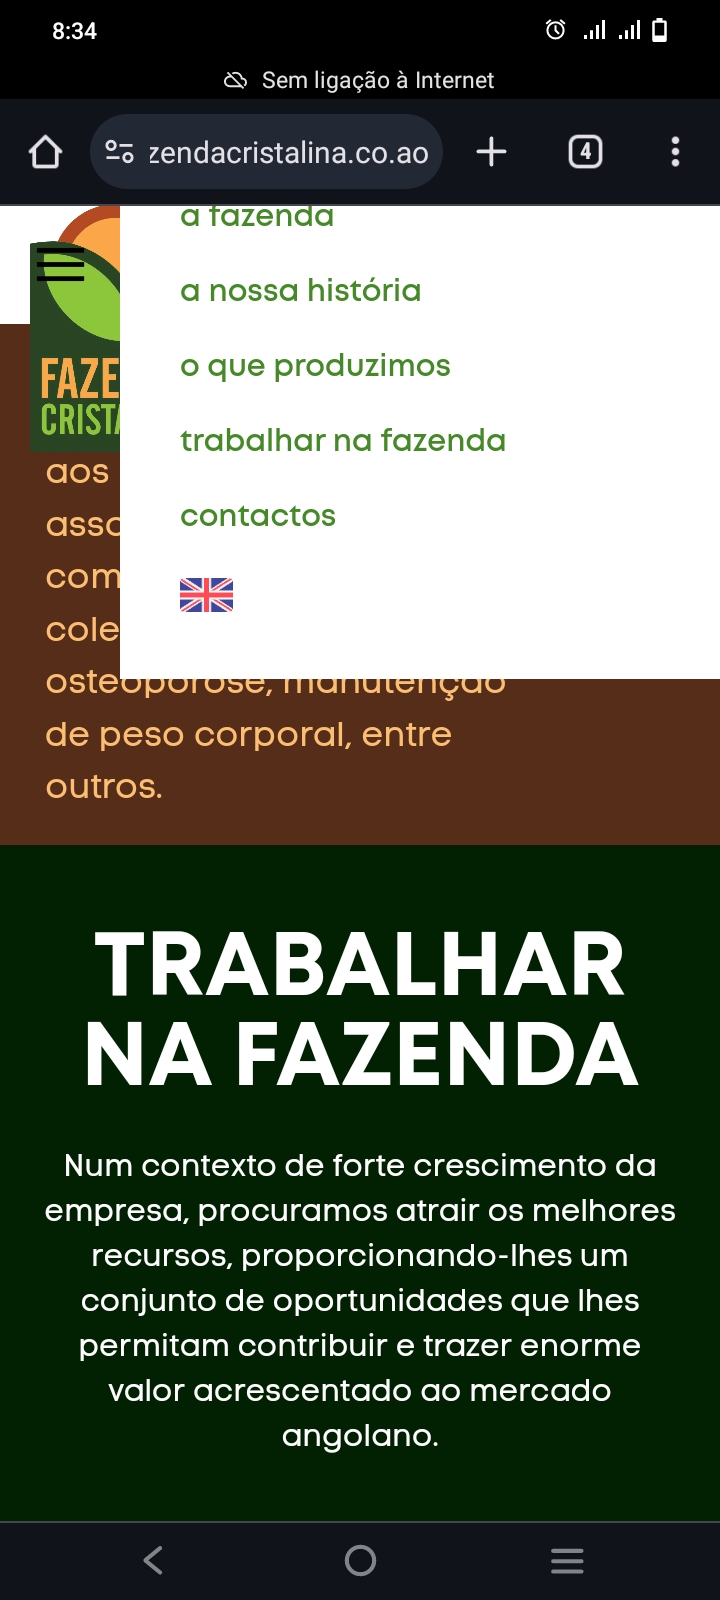 8:34
Sem ligação à Internet
zendacristalina.co.ao
4
a fazenda
a nossa história
o que produzimos
trabalhar na fazenda
contactos
FAZE
CRISTA
aos
asso
com
cole
osteoporose, manutenção
de peso corporal, entre
outros.
TRABALHAR
NA FAZENDA
Num contexto de forte crescimento da
empresa, procuramos atrair os melhores
recursos, proporcionando-lhes um
conjunto de oportunidades que lhes
permitam contribuir e trazer enorme
valor acrescentado ao mercado
angolano.